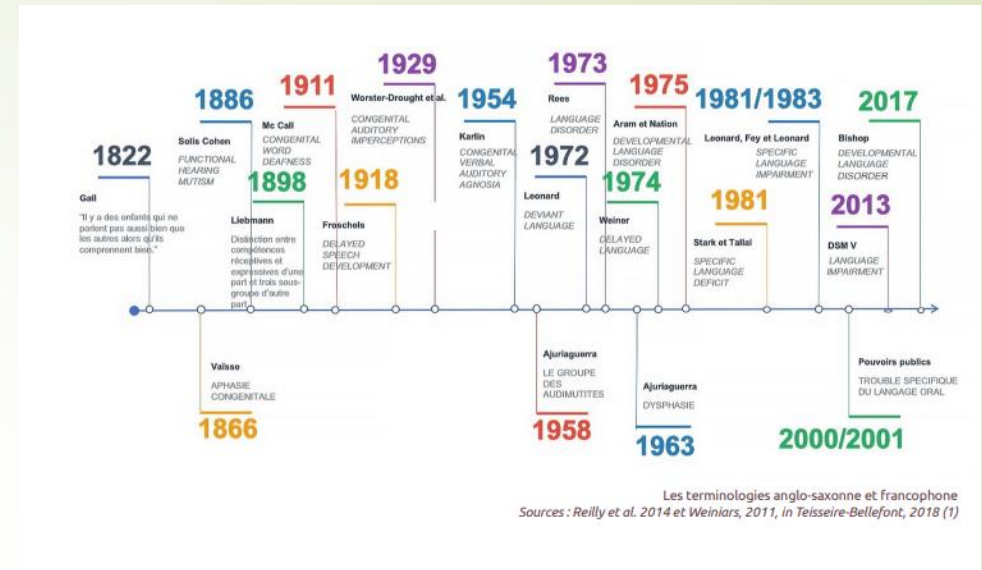 1822
Gall
"Il y a des enfants qui ne
parlent pas aussi bien que
les autres alors qu'ils
comprennent bien."
1886
Solis Cohen
FUNCTIONAL
HEARING
MUTISM
1898
Liebmann
Distinction entre
compétences
réceptives et
expressives d'une
part et trois sous-
groupe d'autre
part
1911
Mc Call
CONGENITAL
WORD
DEAFNESS
1918
Froschels
DELAYED
SPEECH
DEVELOPMENT
1929
Worster-Drought et al.
CONGENITAL
AUDITORY
IMPERCEPTIONS
1954
Karlin
CONGENITAL
VERBAL
AUDITORY
AGNOSIA
1972
Leonard
DEVIANT
LANGUAGE
1973
Rees
LANGUAGE
DISORDER
1974
Weiner
DELAYED
LANGUAGE
1975
Aram et Nation
DEVELOPMENTAL
LANGUAGE
DISORDER
1981
Stark et Tallal
SPECIFIC
LANGUAGE
DEFICIT
1981/1983
Leonard, Fey et Leonard
SPECIFIC
LANGUAGE
IMPAIRMENT
2013
DSM V
LANGUAGE
IMPAIRMENT
2017
Bishop
DEVELOPMENTAL
LANGUAGE
DISORDER
Vaïsse
APHASIE
CONGENITALE
1866
Ajuriaguerra
LE GROUPE
DES
AUDIMUTITES
1958
Ajuriaguerra
DYSPHASIE
1963
Pouvoirs publics
TROUBLE SPECIFIQUE
DU LANGAGE ORAL
2000/2001
Les terminologies anglo-saxonne et francophone
Sources : Reilly et al. 2014 et Weiniars, 2011, in Teisseire-Bellefont, 2018 (1)